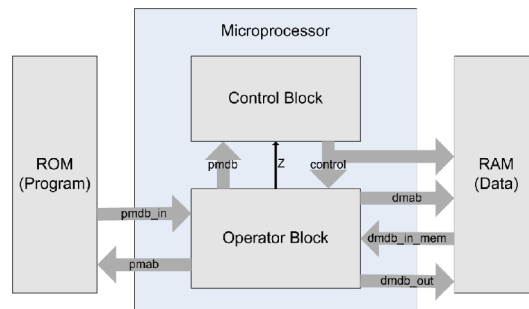 Microprocessor
Control Block
ROM
(Program)
RAM
(Data)
pmdb
Z
control
dmab
pmdb_in
Operator Block
dmdb_in_mem
pmab
dmdb_out